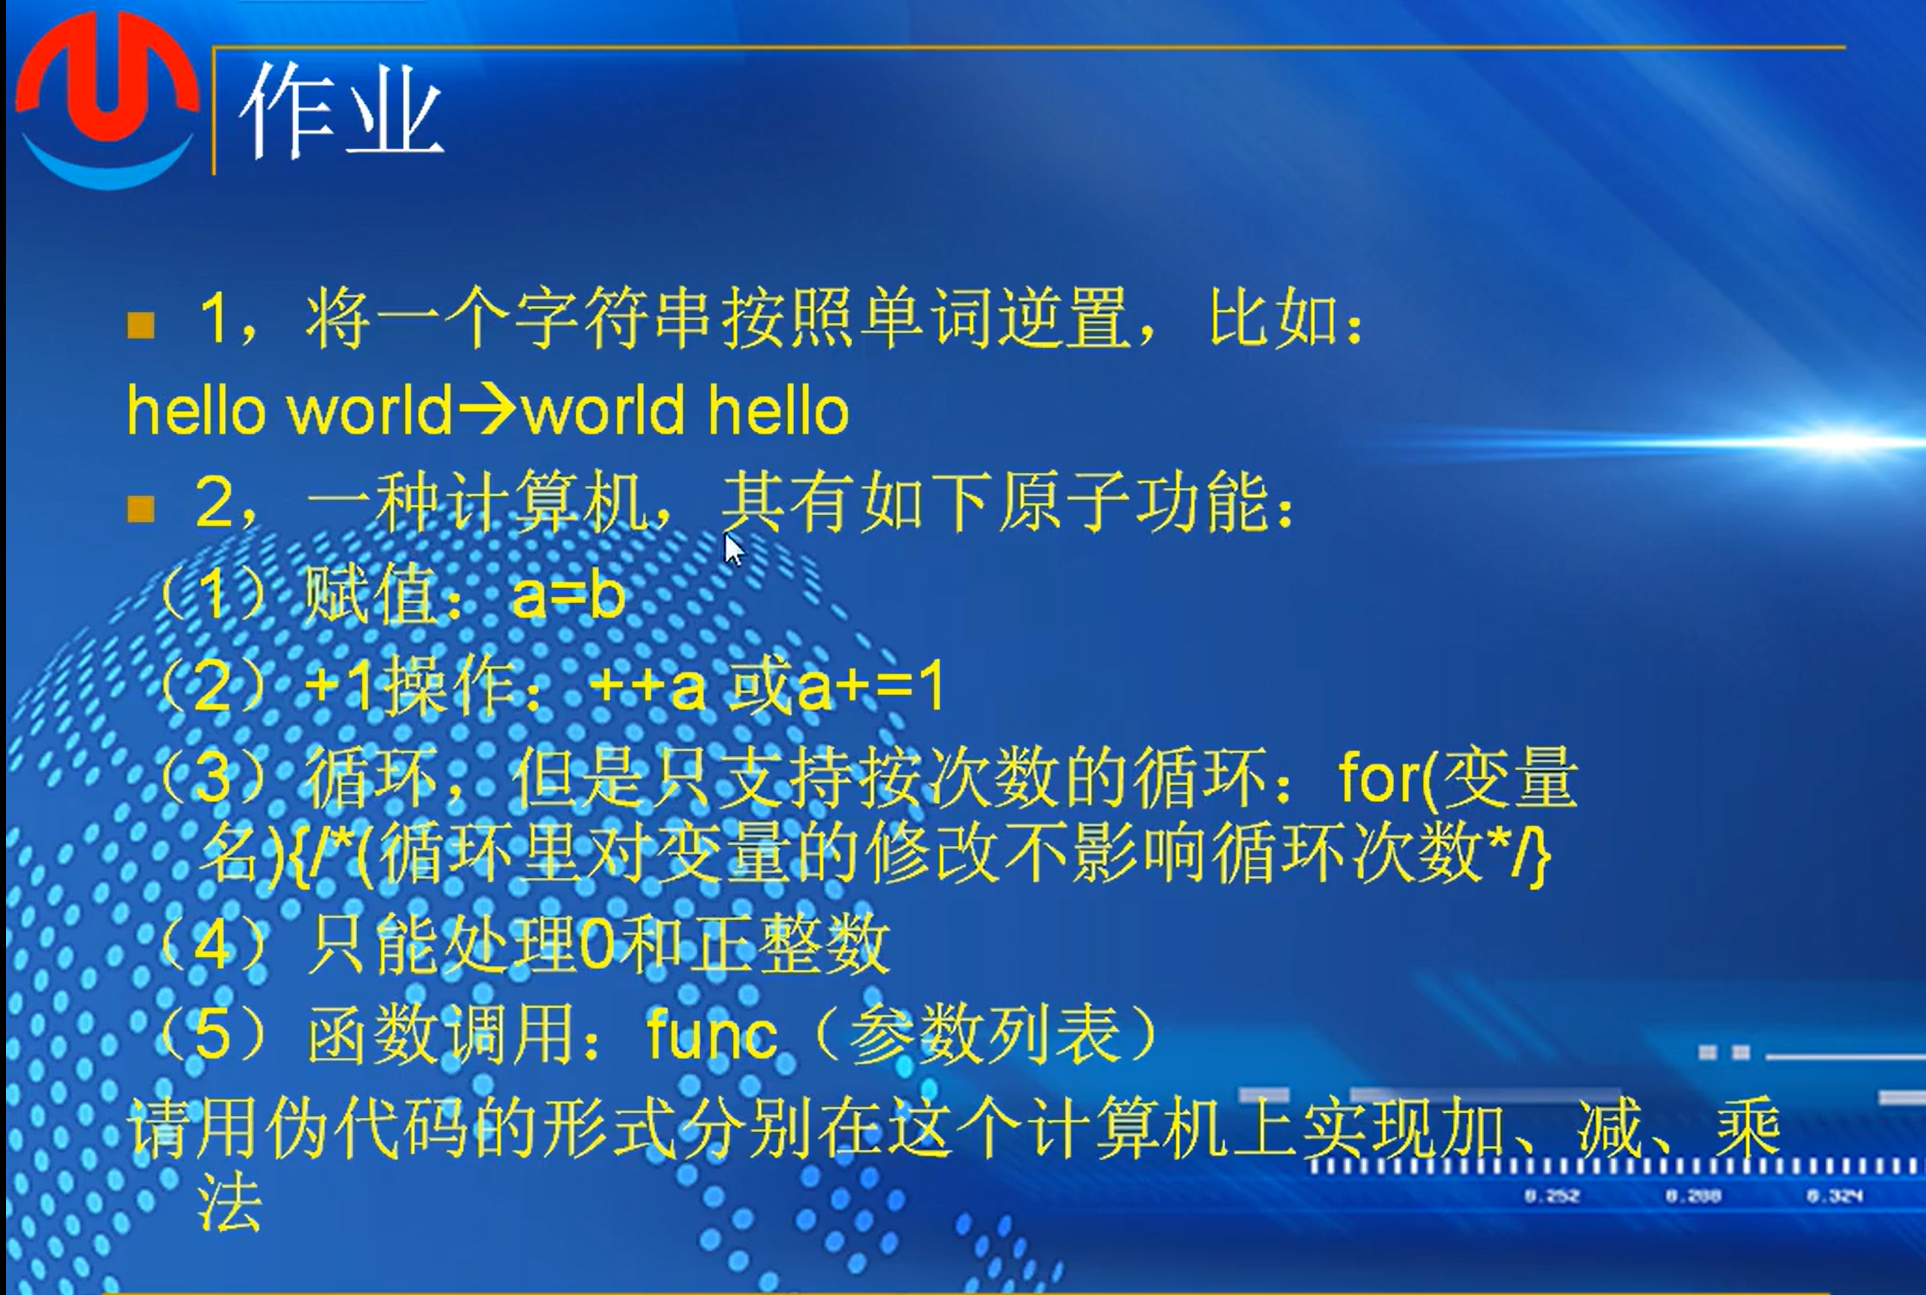 作业
1，将一个字符串按照单词逆置，比如：
hello world→world hello
2，一种计算机，其有如下原子功能：
（1）赋值： a=b
（2）+1操作： ++a 或a+=1
（3）循环，但是只支持按次数的循环：for(变量
名){/*(循环里对变量的修改不影响循环次数*/}
（4）只能处理0和正整数
（5）函数调用：func（参数列表）
请用伪代码的形式分别在这个计算机上实现加、减、乘
法
0.252 0.288 0.324